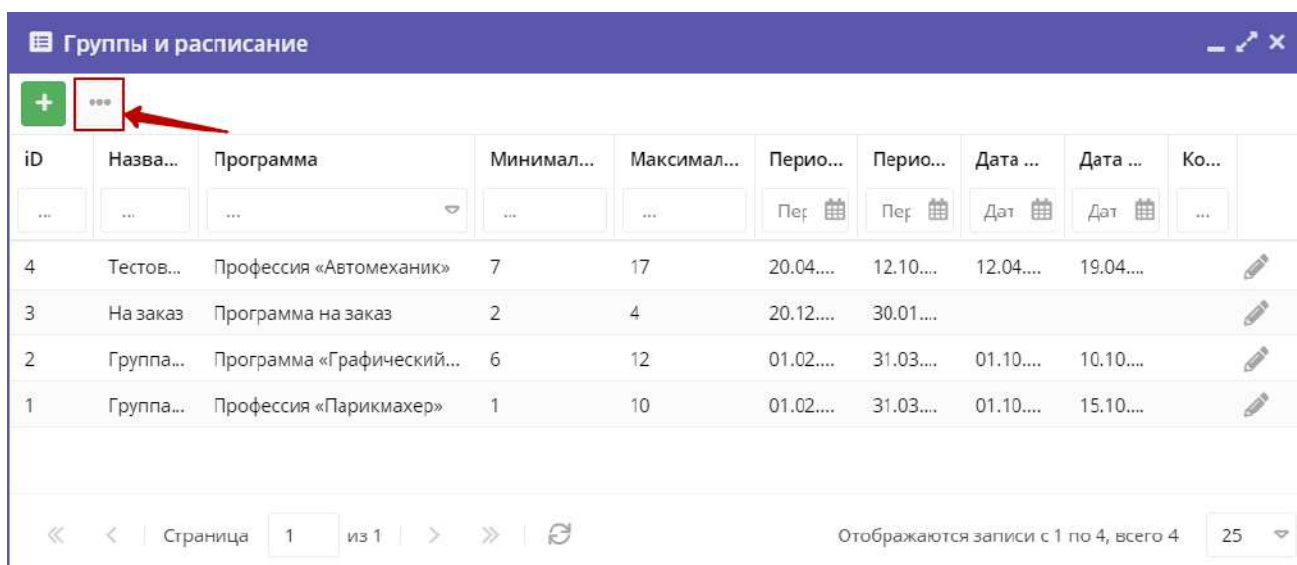 Группы и расписание
+ •••
iD Назва... Программа Минимал... Максимал... Перио... Перио... Дата ... Дата ... Ко...
... ... ... ... ... Пер Пер Дат Дат ...
4 Тестов... Профессия «Автомеханик» 7 17 20.04.... 12.10.... 12.04.... 19.04....
3 На заказ Программа на заказ 2 4 20.12.... 30.01....
2 Группа... Программа «Графический... 6 12 01.02.... 31.03.... 01.10.... 10.10....
1 Группа... Профессия «Парикмахер» 1 10 01.02.... 31.03.... 01.10.... 15.10....
Страница 1 из 1 Отображаются записи с 1 по 4, всего 4 25